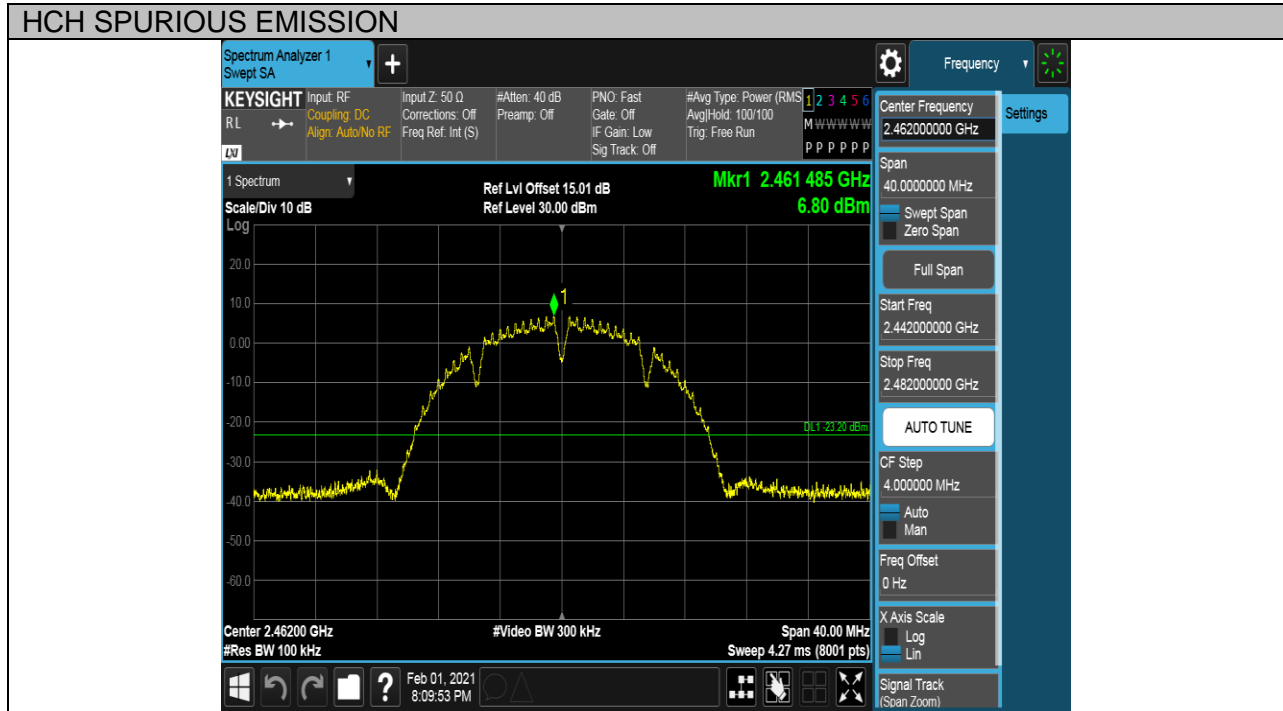 HCH SPURIOUS EMISSION
Spectrum Analyzer 1
Swept SA
Frequency
KEYSIGHT
RL
LXI
Input: RF
Coupling: DC
Align: Auto/No RF
Input Z: 50 Ω
Corrections: Off
Freq Ref: Int (S)
#Atten: 40 dB
Preamp: Off
PNO: Fast
Gate: Off
IF Gain: Low
Sig Track: Off
#Avg Type: Power (RMS
Avg|Hold: 100/100
Trig: Free Run
1 2 3 4 5 6
M W W W W W
P P P P P P
1 Spectrum
Scale/Div 10 dB
Log
Ref Lvl Offset 15.01 dB
Ref Level 30.00 dBm
Mkr1 2.461 485 GHz
6.80 dBm
20.0
10.0
0.00
-10.0
-20.0
-30.0
-40.0
-50.0
-60.0
1
DL1 -23.20 dBm
Center 2.46200 GHz
#Res BW 100 kHz
#Video BW 300 kHz
Span 40.00 MHz
Sweep 4.27 ms (8001 pts)
Feb 01, 2021
8:09:53 PM
Center Frequency
2.462000000 GHz
Settings
Span
40.0000000 MHz
Swept Span
Zero Span
Full Span
Start Freq
2.442000000 GHz
Stop Freq
2.482000000 GHz
AUTO TUNE
CF Step
4.000000 MHz
Auto
Man
Freq Offset
0 Hz
X Axis Scale
Log
Lin
Signal Track
(Span Zoom)